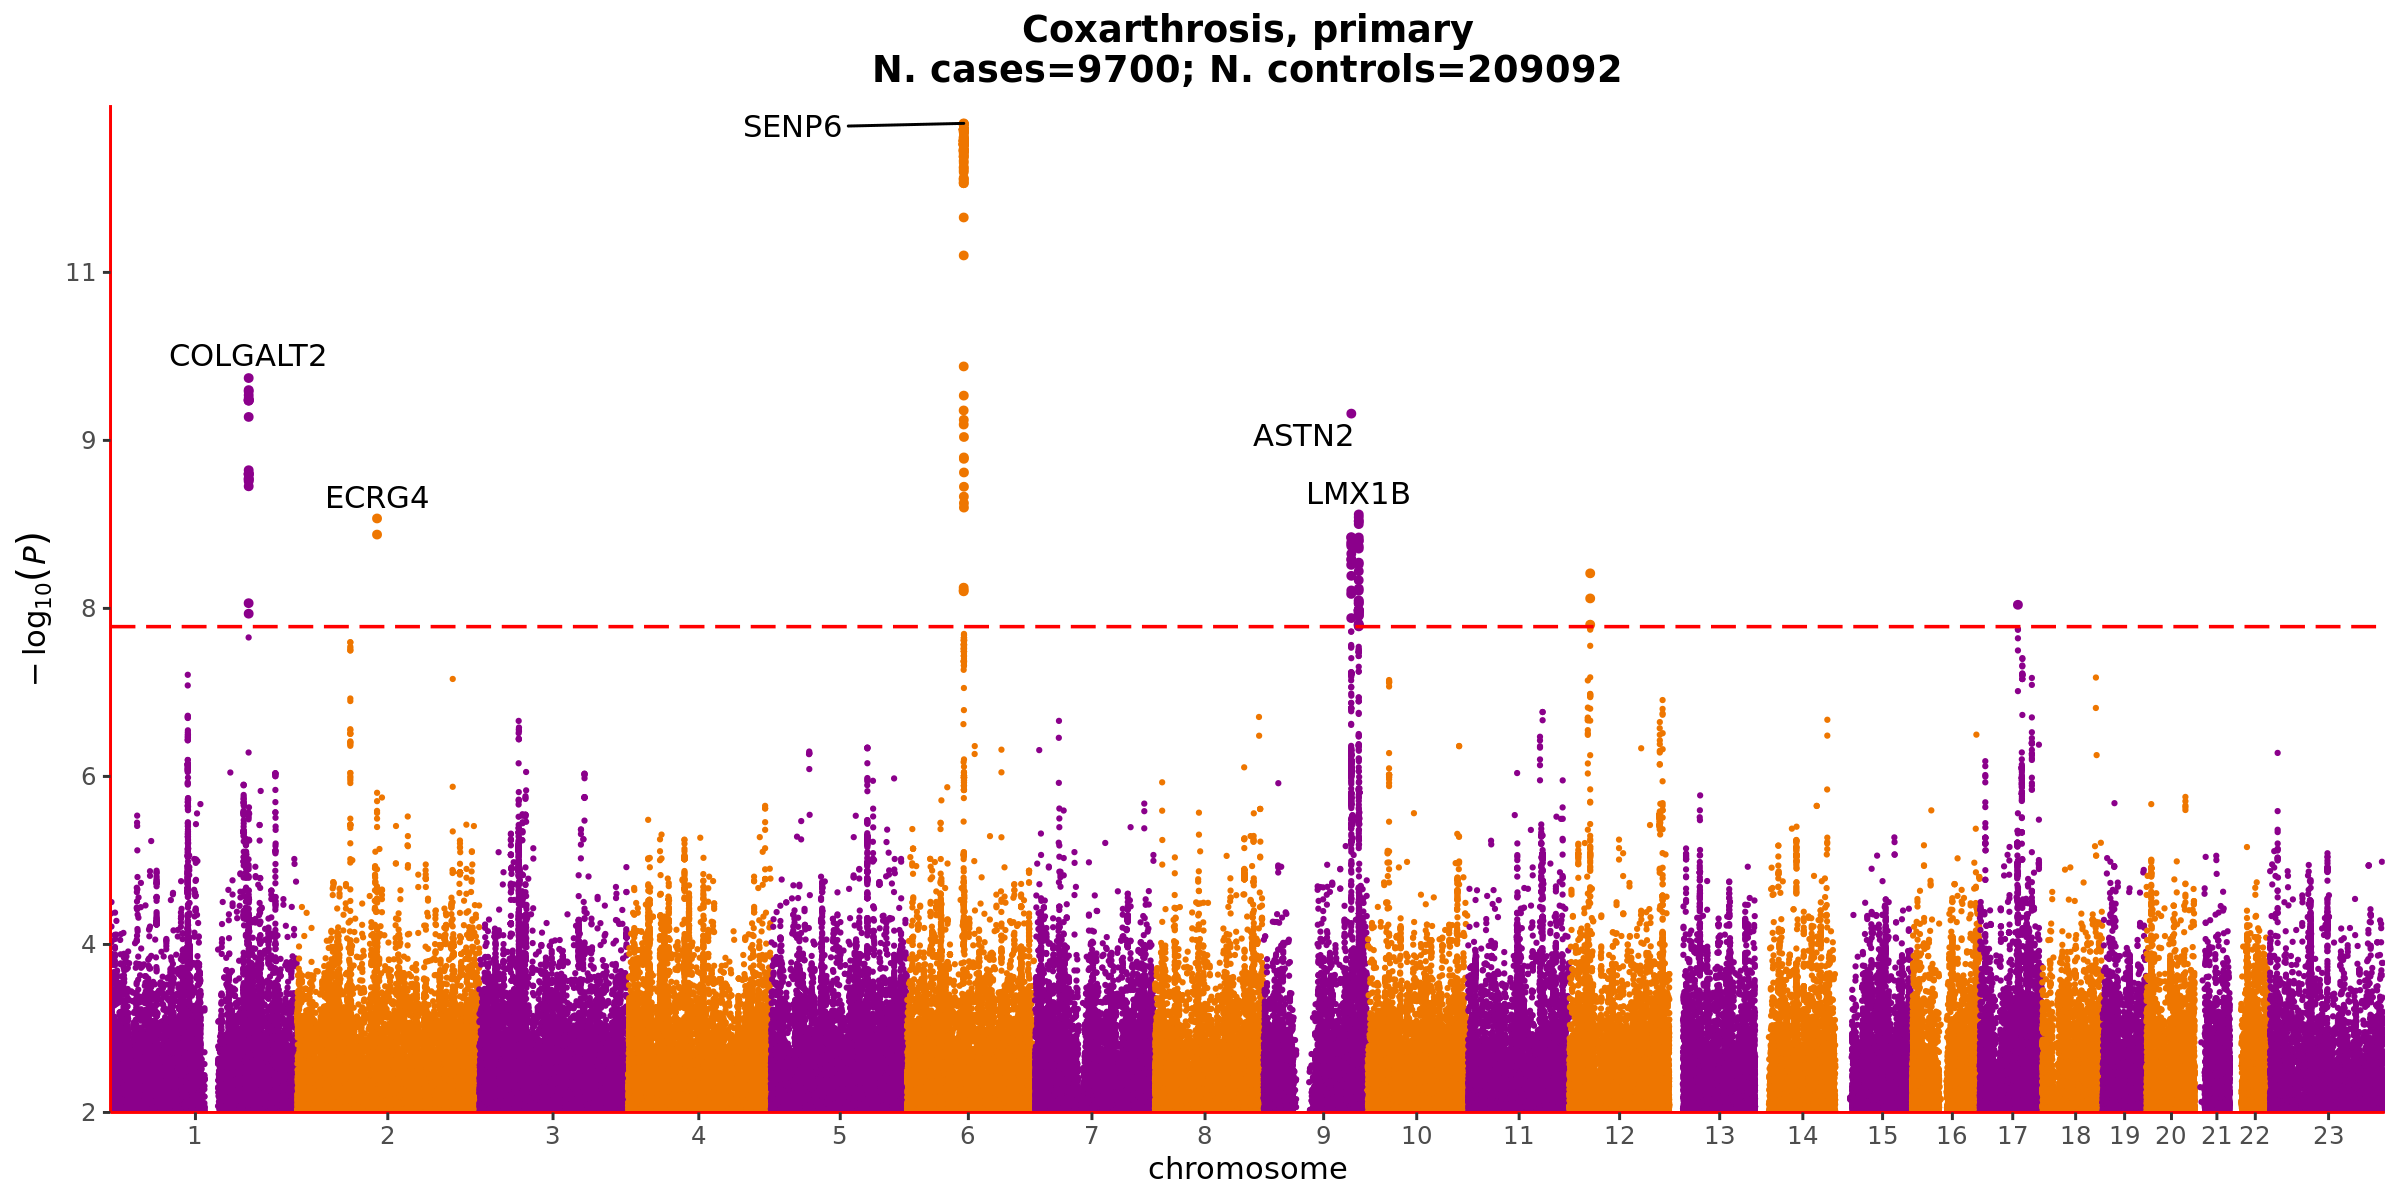 Coxarthrosis, primary
N. cases=9700; N. controls=209092
SENP6
COLGALT2
ECRG4
ASTN2
LMX1B
− log10(P)
11
9
8
6
4
2
1 2 3 4 5 6 7 8 9 10 11 12 13 14 15 16 17 18 19 20 21 22 23
chromosome